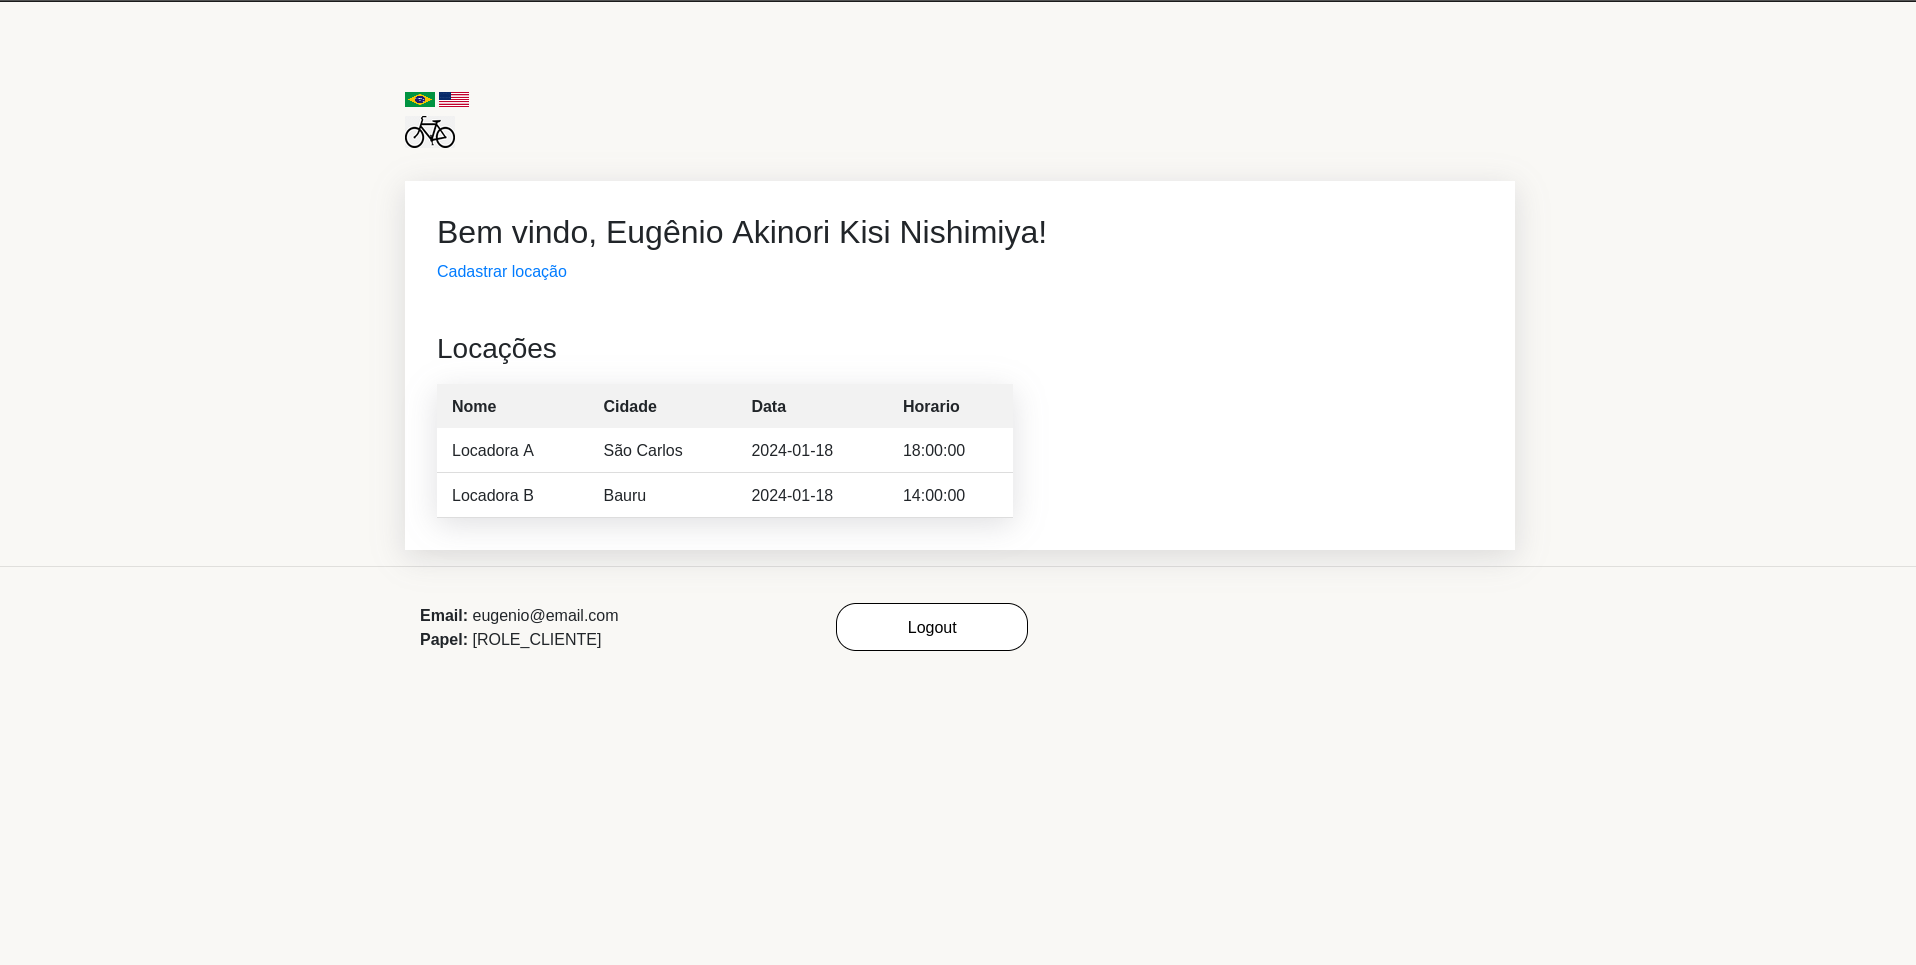 Bem vindo, Eugênio Akinori Kisi Nishimiya!
Cadastrar locação
Locações
Nome Cidade Data Horario
Locadora A São Carlos 2024-01-18 18:00:00
Locadora B Bauru 2024-01-18 14:00:00
Email: eugenio@email.com
Papel: [ROLE_CLIENTE]
Logout